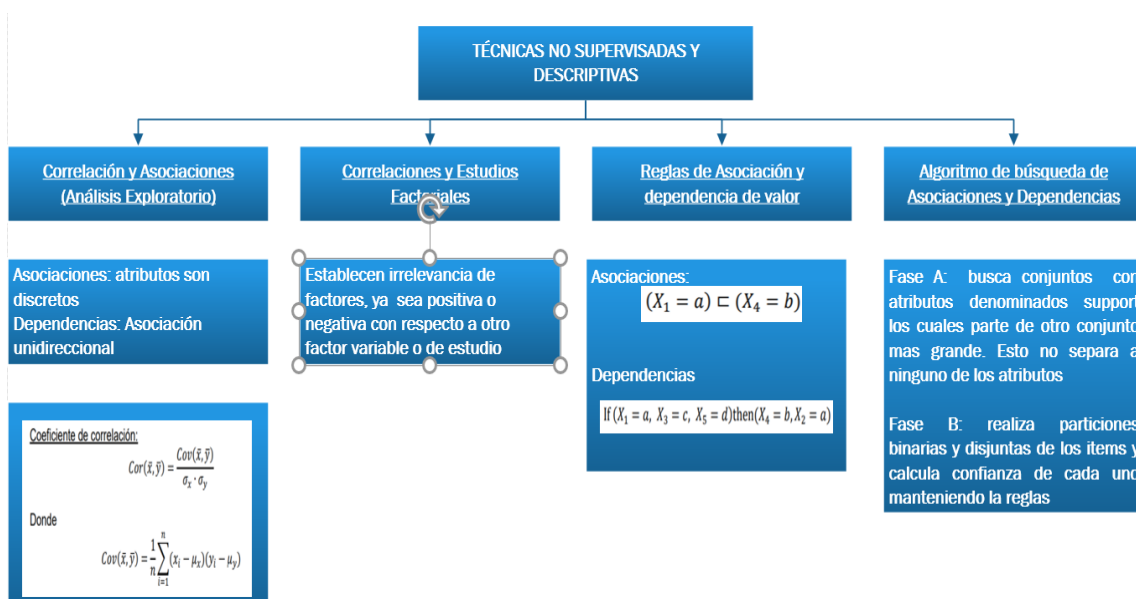 TÉCNICAS NO SUPERVISADAS Y
DESCRIPTIVAS
Correlación y Asociaciones
(Análisis Exploratorio)
Asociaciones: atributos son
discretos
Dependencias: Asociación
unidireccional
Coeficiente de correlación:
Cor(x̄, ȳ) = Cov(x̄, ȳ) / σₓ · σᵧ
Donde
Cov(x̄, ȳ) = 1/n ∑ᵢ₌₁ⁿ (xᵢ − μₓ)(yᵢ − μᵧ)
Correlaciones y Estudios
Factoriales
Establecen irrelevancia de
factores, ya sea positiva o
negativa con respecto a otro
factor variable o de estudio
Reglas de Asociación y
dependencia de valor
Asociaciones:
(X₁ = a) ⊏ (X₄ = b)
Dependencias
If (X₁ = a, X₃ = c, X₅ = d)then(X₄ = b, X₂ = a)
Algoritmo de búsqueda de
Asociaciones y Dependencias
Fase A: busca conjuntos con
atributos denominados support
los cuales parte de otro conjunto
mas grande. Esto no separa a
ninguno de los atributos
Fase B: realiza particiones
binarias y disjuntas de los items y
calcula confianza de cada uno
manteniendo la reglas